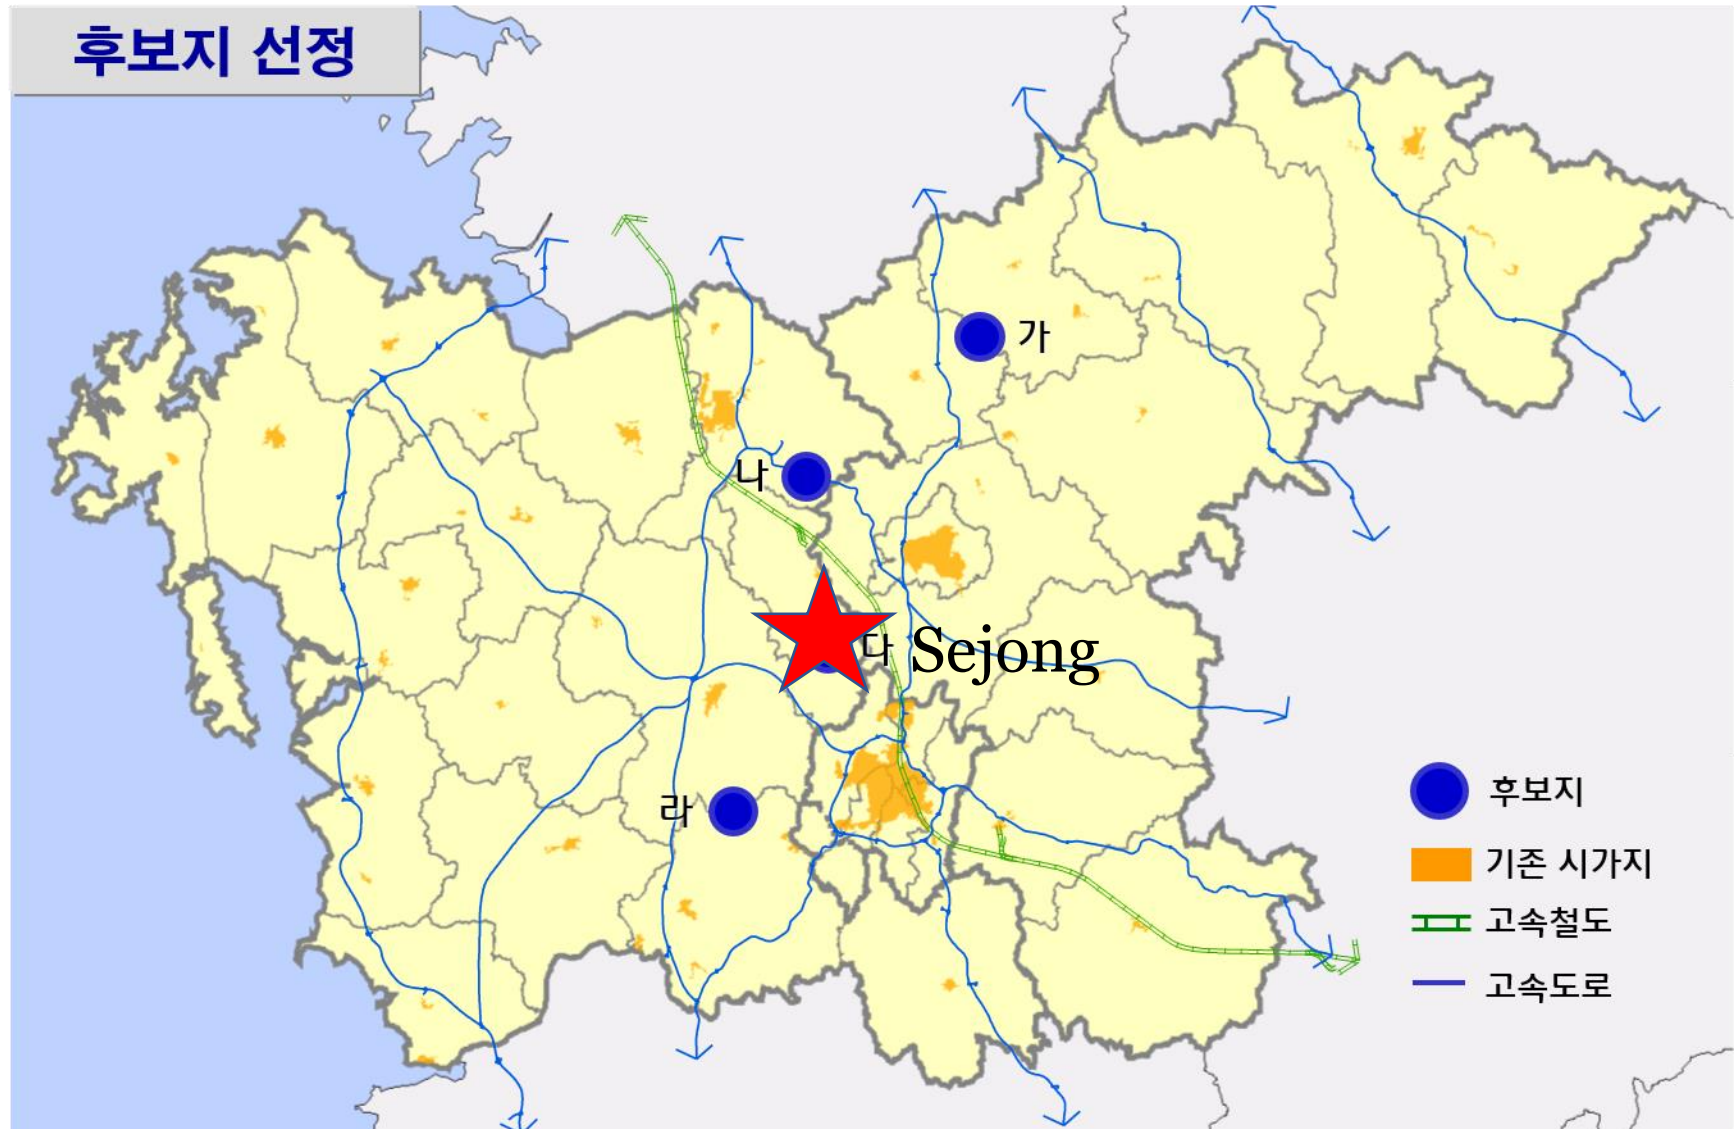 후보지 선정
가
나
다 Sejong
라
후보지
기존 시가지
고속철도
고속도로